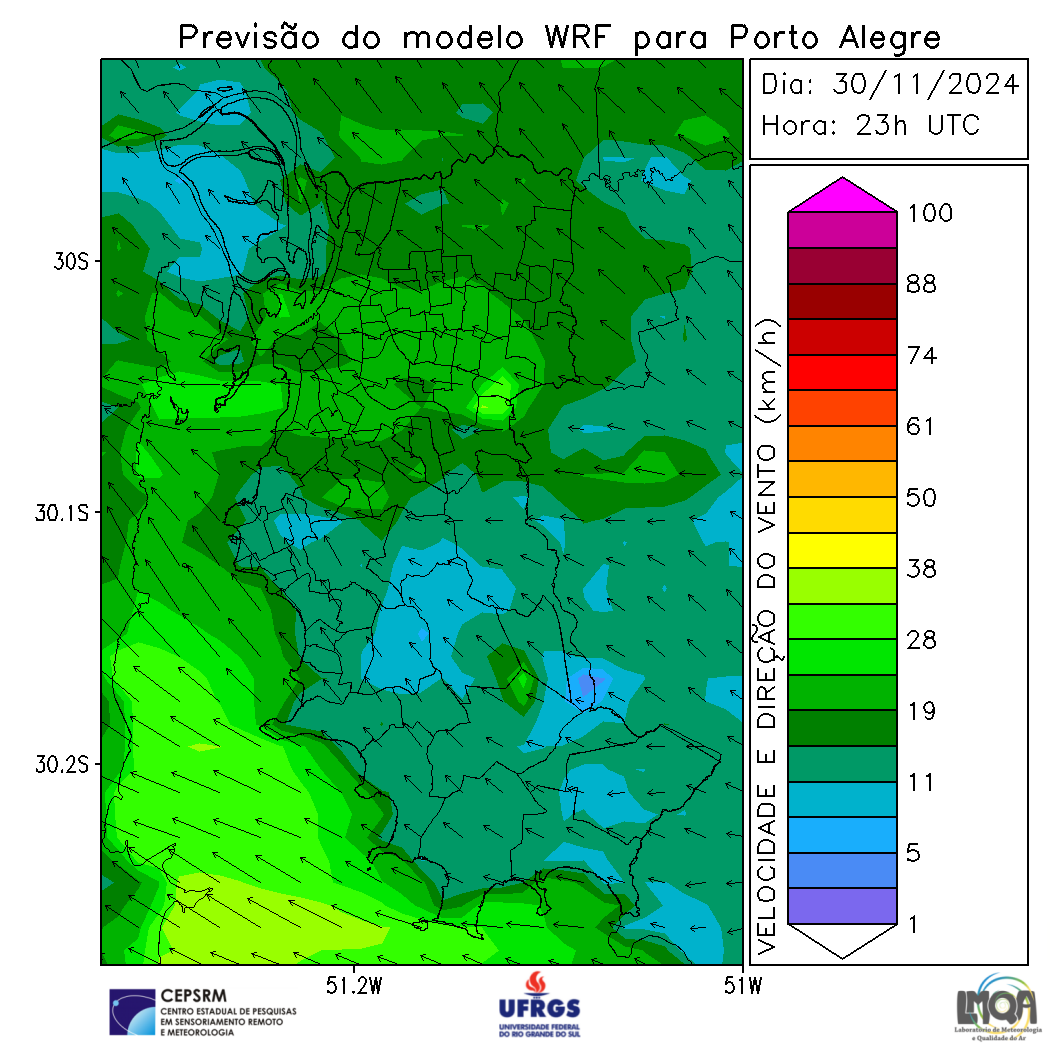 Previsão do modelo WRF para Porto Alegre
Dia: 30/11/2024
Hora: 23h UTC
30S
30.1S
30.2S
51.2W
51W
VELOCIDADE E DIREÇÃO DO VENTO (km/h)
100
88
74
61
50
38
28
19
11
5
1
CEPSRM
CENTRO ESTADUAL DE PESQUISAS
EM SENSORIAMENTO REMOTO
E METEOROLOGIA
UFRGS
UNIVERSIDADE FEDERAL
DO RIO GRANDE DO SUL
LMQA
Laboratório de Meteorologia
e Qualidade do Ar